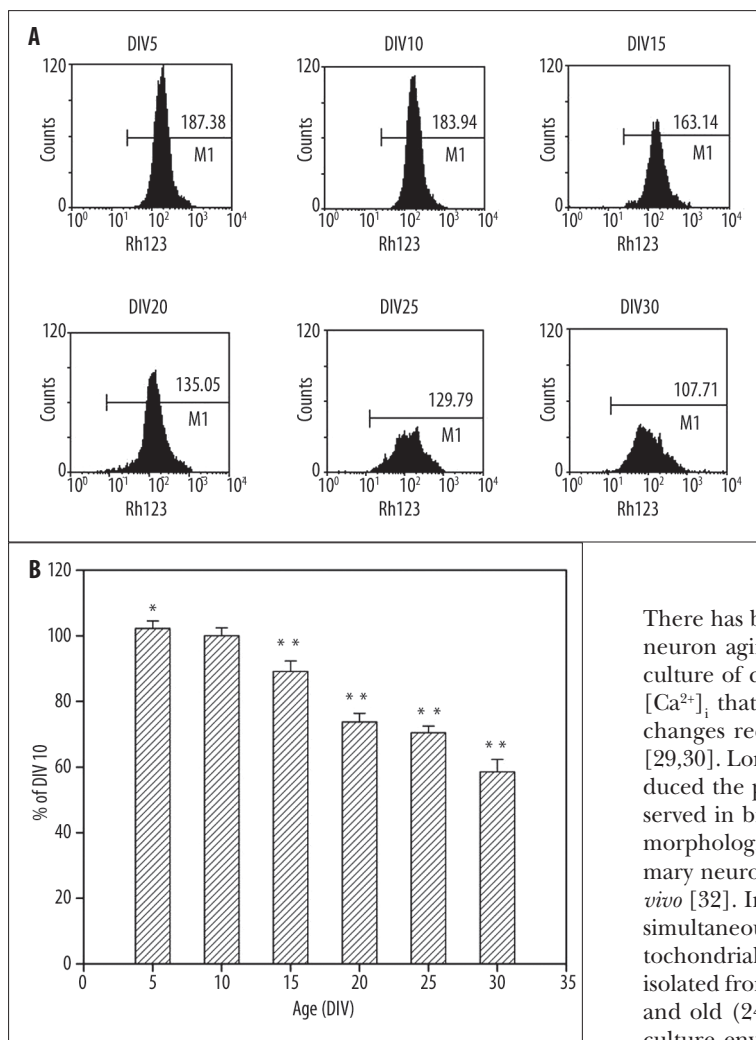 A
DIV5
120
Counts
0
187.38
M1
10⁰ 10¹ 10² 10³ 10⁴
Rh123
DIV10
120
Counts
0
183.94
M1
10⁰ 10¹ 10² 10³ 10⁴
Rh123
DIV15
120
Counts
0
163.14
M1
10⁰ 10¹ 10² 10³ 10⁴
Rh123
DIV20
120
Counts
0
135.05
M1
10⁰ 10¹ 10² 10³ 10⁴
Rh123
DIV25
120
Counts
0
129.79
M1
10⁰ 10¹ 10² 10³ 10⁴
Rh123
DIV30
120
Counts
0
107.71
M1
10⁰ 10¹ 10² 10³ 10⁴
Rh123
B
120
100
80
60
40
20
0
% of DIV 10
*
* *
* *
* *
* *
0 5 10 15 20 25 30 35
Age (DIV)
There has b
neuron agin
culture of c
[Ca²⁺]ᵢ that
changes rec
[29,30]. Lon
duced the p
served in b
morpholog
mary neuro
vivo [32]. In
simultaneou
tochondrial
isolated from
and old (24